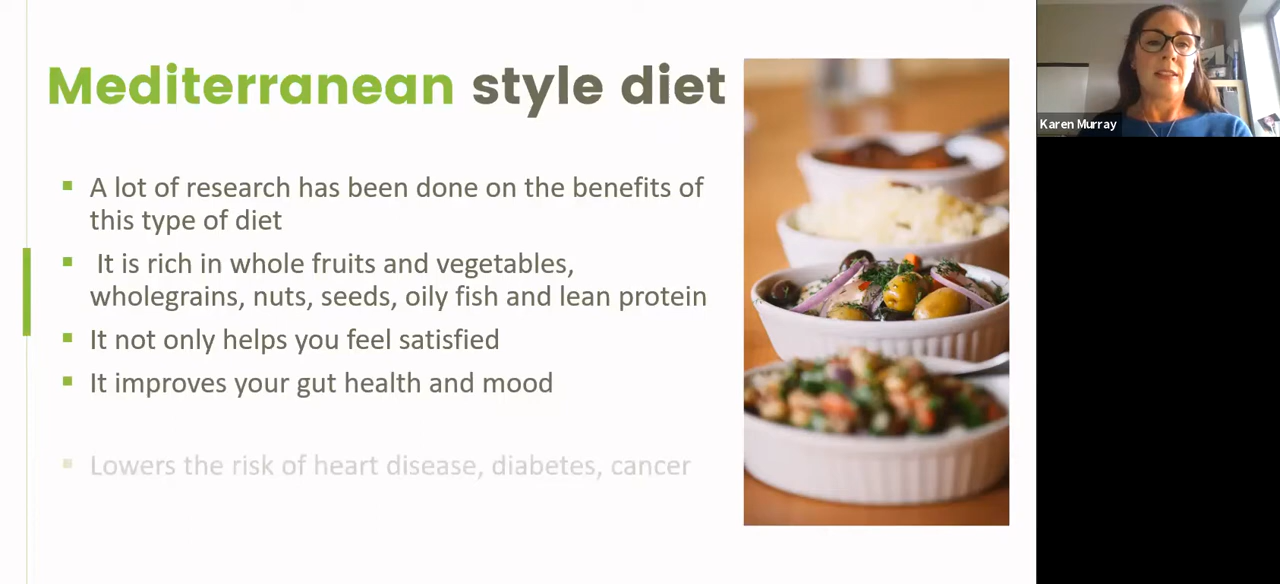 Mediterranean style diet
A lot of research has been done on the benefits of
this type of diet
It is rich in whole fruits and vegetables,
wholegrains, nuts, seeds, oily fish and lean protein
It not only helps you feel satisfied
It improves your gut health and mood
Lowers the risk of heart disease, diabetes, cancer
Karen Murray